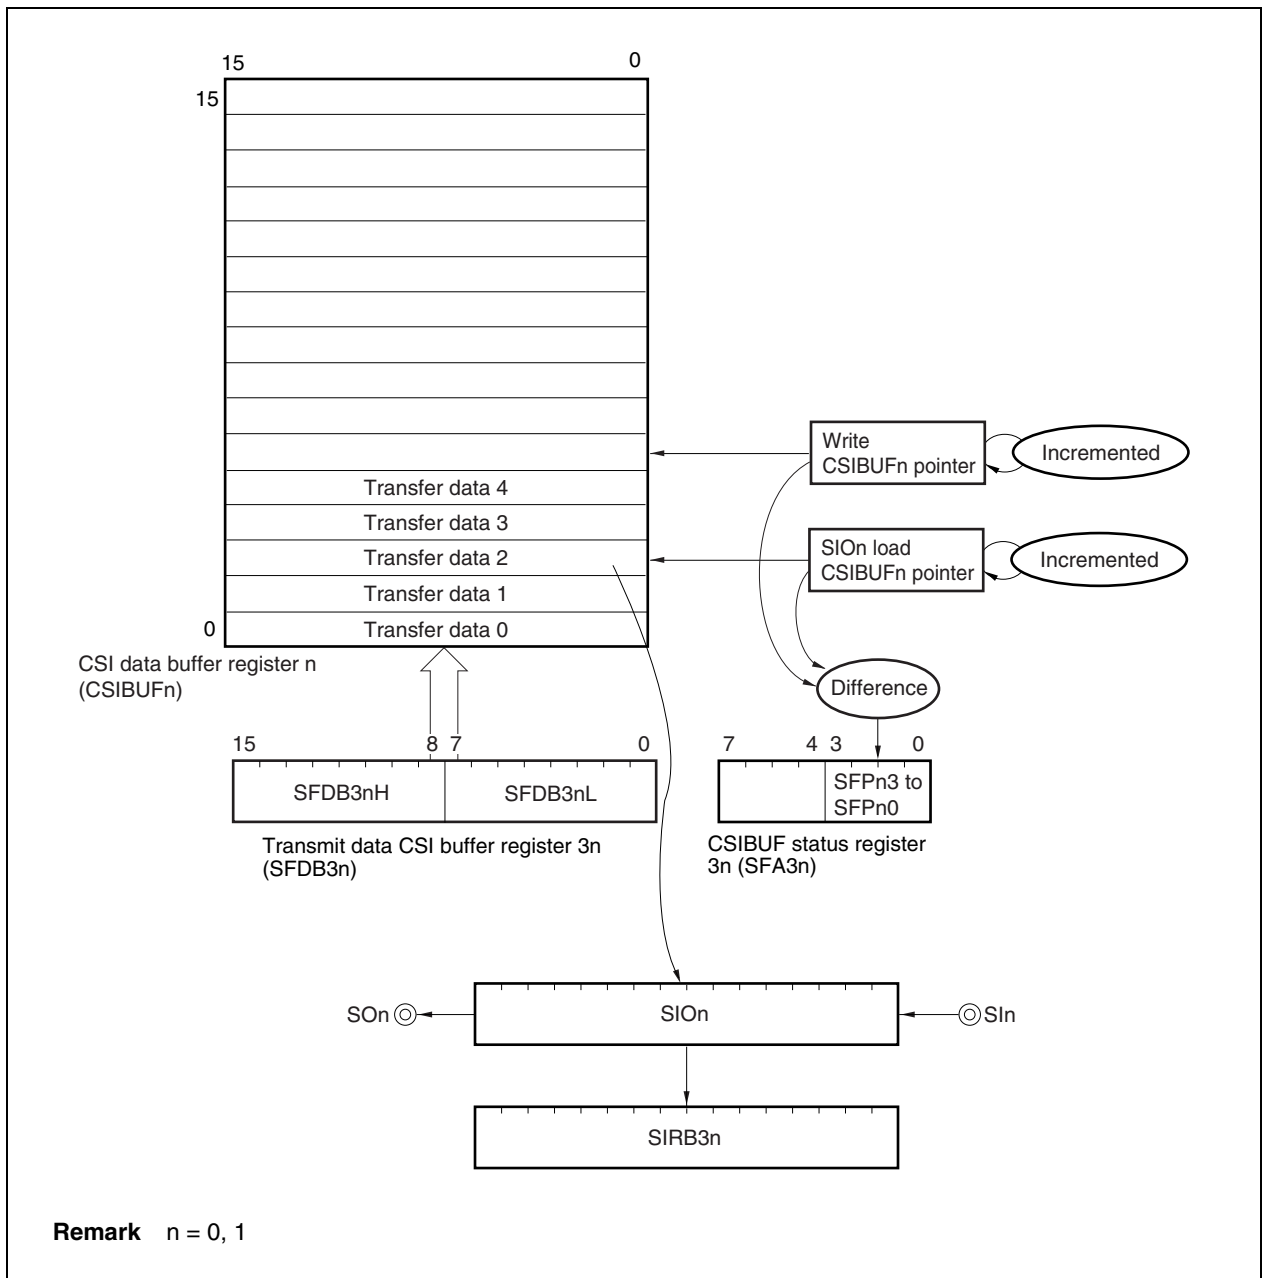 15 0
15
Write
CSIBUFn pointer
Incremented
Transfer data 4
Transfer data 3
Transfer data 2
Transfer data 1
Transfer data 0
SIOn load
CSIBUFn pointer
Incremented
0
CSI data buffer register n
(CSIBUFn)
Difference
15 8 7 0
SFDB3nH SFDB3nL
Transmit data CSI buffer register 3n
(SFDB3n)
7 4 3 0
SFPn3 to
SFPn0
CSIBUF status register
3n (SFA3n)
SOn SIOn SIn
SIRB3n
Remark n = 0, 1